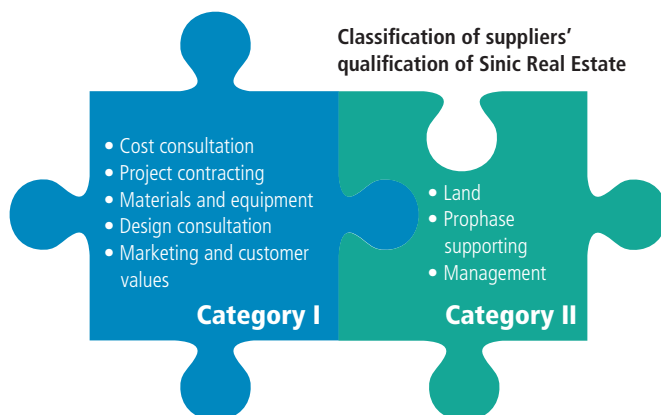 Classification of suppliers’
qualification of Sinic Real Estate
• Cost consultation
• Project contracting
• Materials and equipment
• Design consultation
• Marketing and customer
values
Category I
• Land
• Prophase
supporting
• Management
Category II